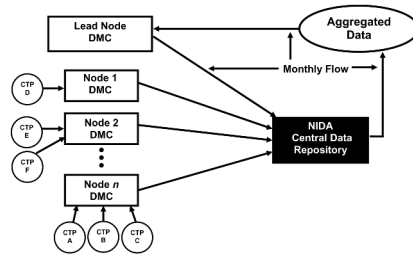 Lead Node
DMC
Aggregated
Data
Monthly Flow
CTP
D
Node 1
DMC
CTP
E
Node 2
DMC
CTP
F
NIDA
Central Data
Repository
Node n
DMC
CTP
A
CTP
B
CTP
C